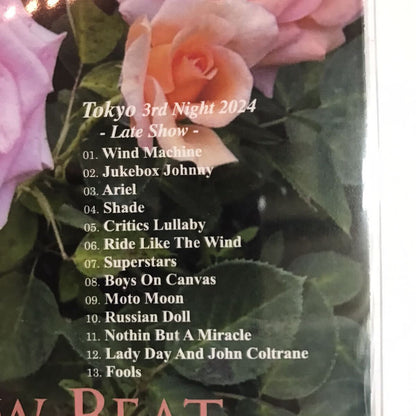 Tokyo 3rd Night 2024
- Late Show -
01. Wind Machine
02. Jukebox Johnny
03. Ariel
04. Shade
05. Critics Lullaby
06. Ride Like The Wind
07. Superstars
08. Boys On Canvas
09. Moto Moon
10. Russian Doll
11. Nothin But A Miracle
12. Lady Day And John Coltrane
13. Fools
BEAT